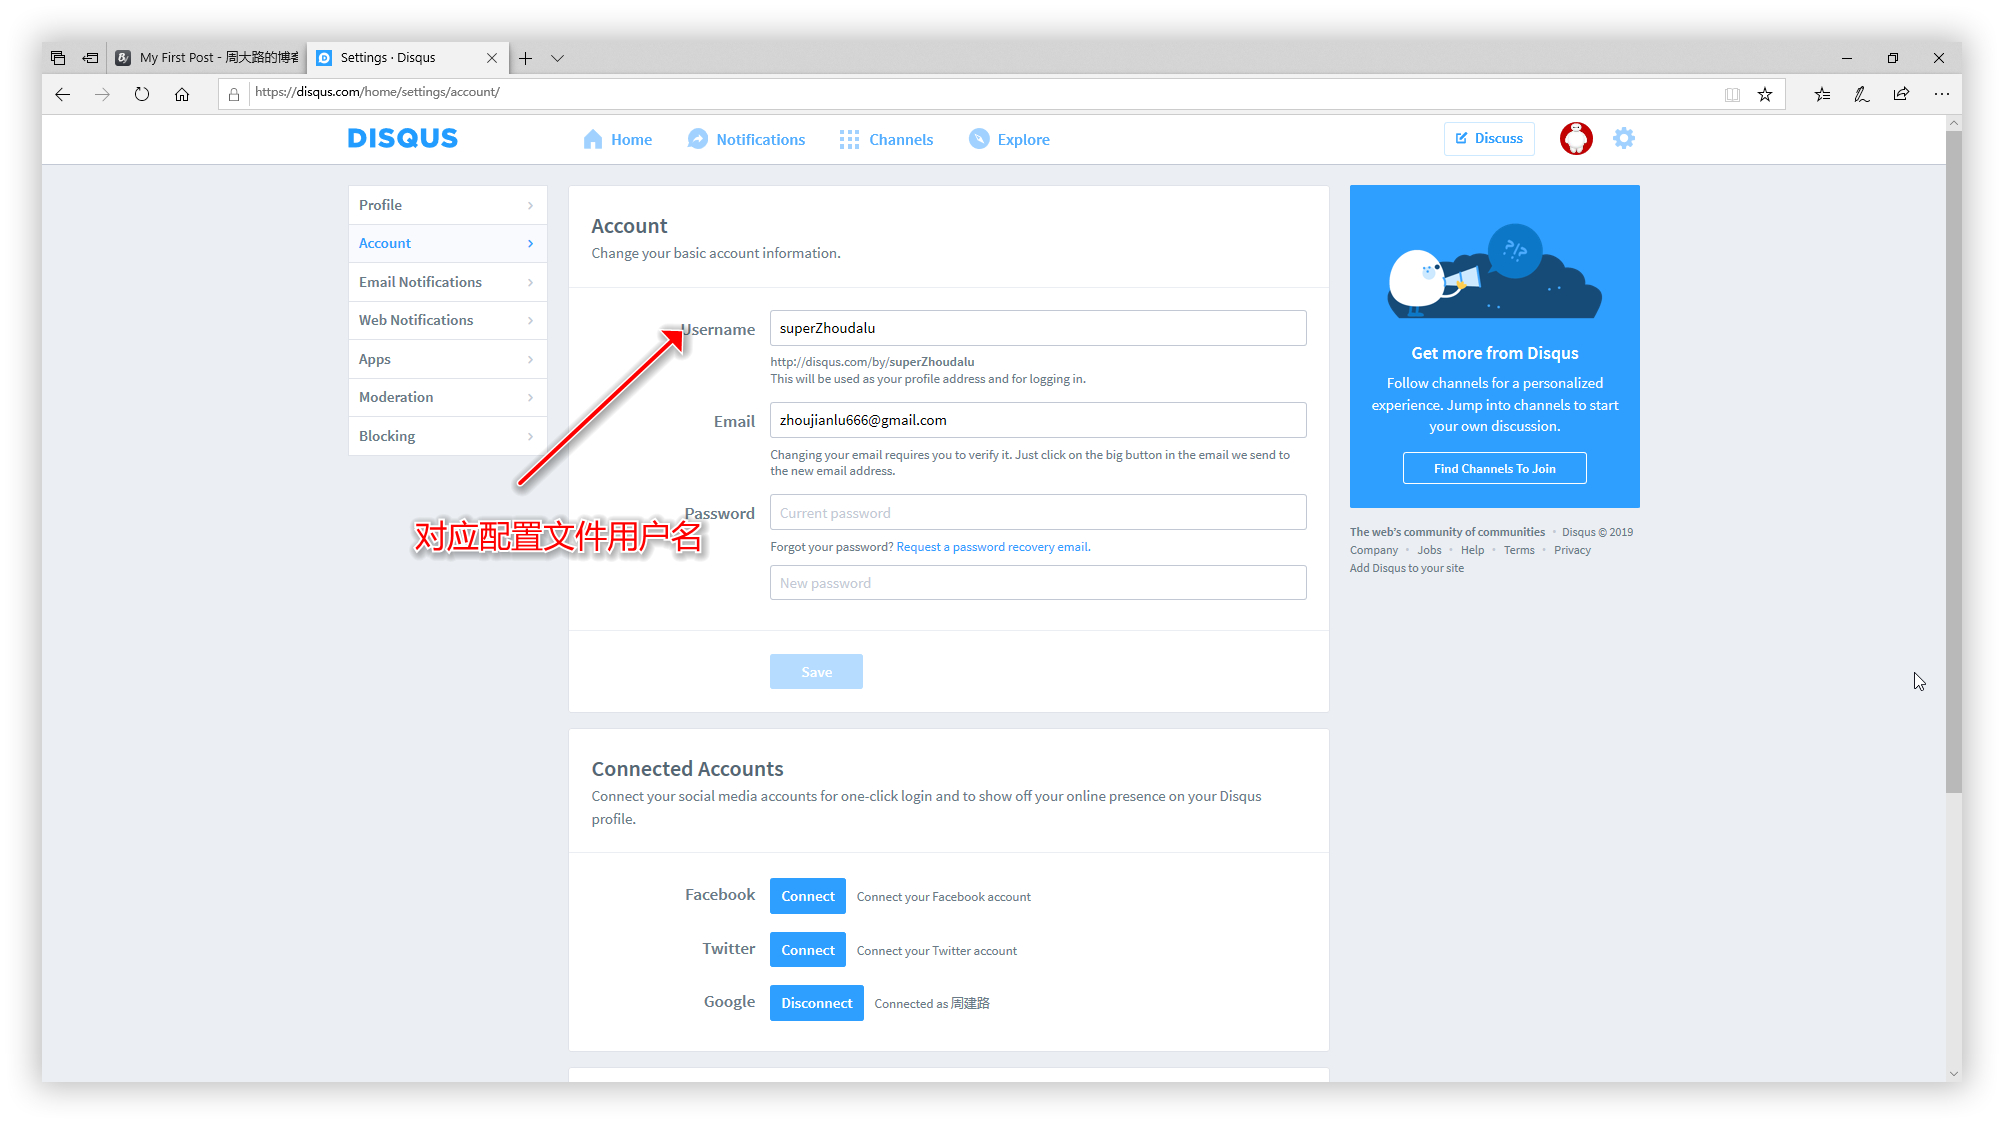 My First Post - 周大路的博客
Settings · Disqus
https://disqus.com/home/settings/account/
DISQUS
Home
Notifications
Channels
Explore
Discuss
Profile
Account
Email Notifications
Web Notifications
Apps
Moderation
Blocking
Account
Change your basic account information.
Username
superZhoudalu
http://disqus.com/by/superZhoudalu
This will be used as your profile address and for logging in.
Email
zhoujianlu666@gmail.com
Changing your email requires you to verify it. Just click on the big button in the email we send to
the new email address.
对应配置文件用户名
Password
Current password
Forgot your password? Request a password recovery email.
New password
Save
Connected Accounts
Connect your social media accounts for one-click login and to show off your online presence on your Disqus
profile.
Facebook
Connect
Connect your Facebook account
Twitter
Connect
Connect your Twitter account
Google
Disconnect
Connected as 周建路
?/!?
Get more from Disqus
Follow channels for a personalized
experience. Jump into channels to start
your own discussion.
Find Channels To Join
The web's community of communities • Disqus © 2019
Company • Jobs • Help • Terms • Privacy
Add Disqus to your site